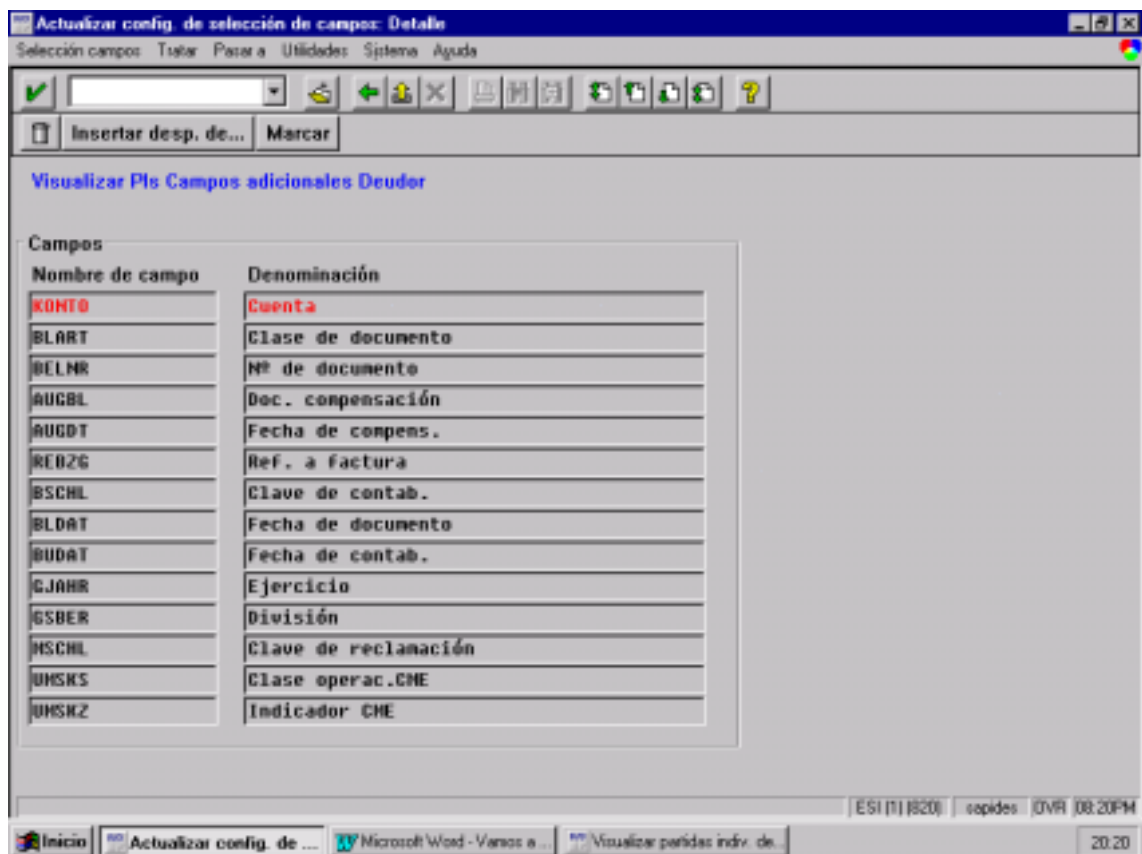 Actualizar config. de selección de campos: Detalle
Selección campos Tratar Pasar a Utilidades Sistema Ayuda
Insertar desp. de... Marcar
Visualizar PIs Campos adicionales Deudor
Campos
Nombre de campo Denominación
KONTO Cuenta
BLART Clase de documento
BELNR Nº de documento
AUGBL Doc. compensación
AUGDT Fecha de compens.
REBZG Ref. a factura
BSCHL Clave de contab.
BLDAT Fecha de documento
BUDAT Fecha de contab.
GJAHR Ejercicio
GSBER División
MSCHL Clave de reclamación
UMSKS Clase operac.CME
UMSKZ Indicador CME
ESI (1) (820) sapides OVR 08:20PM
Inicio Actualizar config. de ... Microsoft Word - Vamos a ... Visualizar partidas indiv. de... 20:20